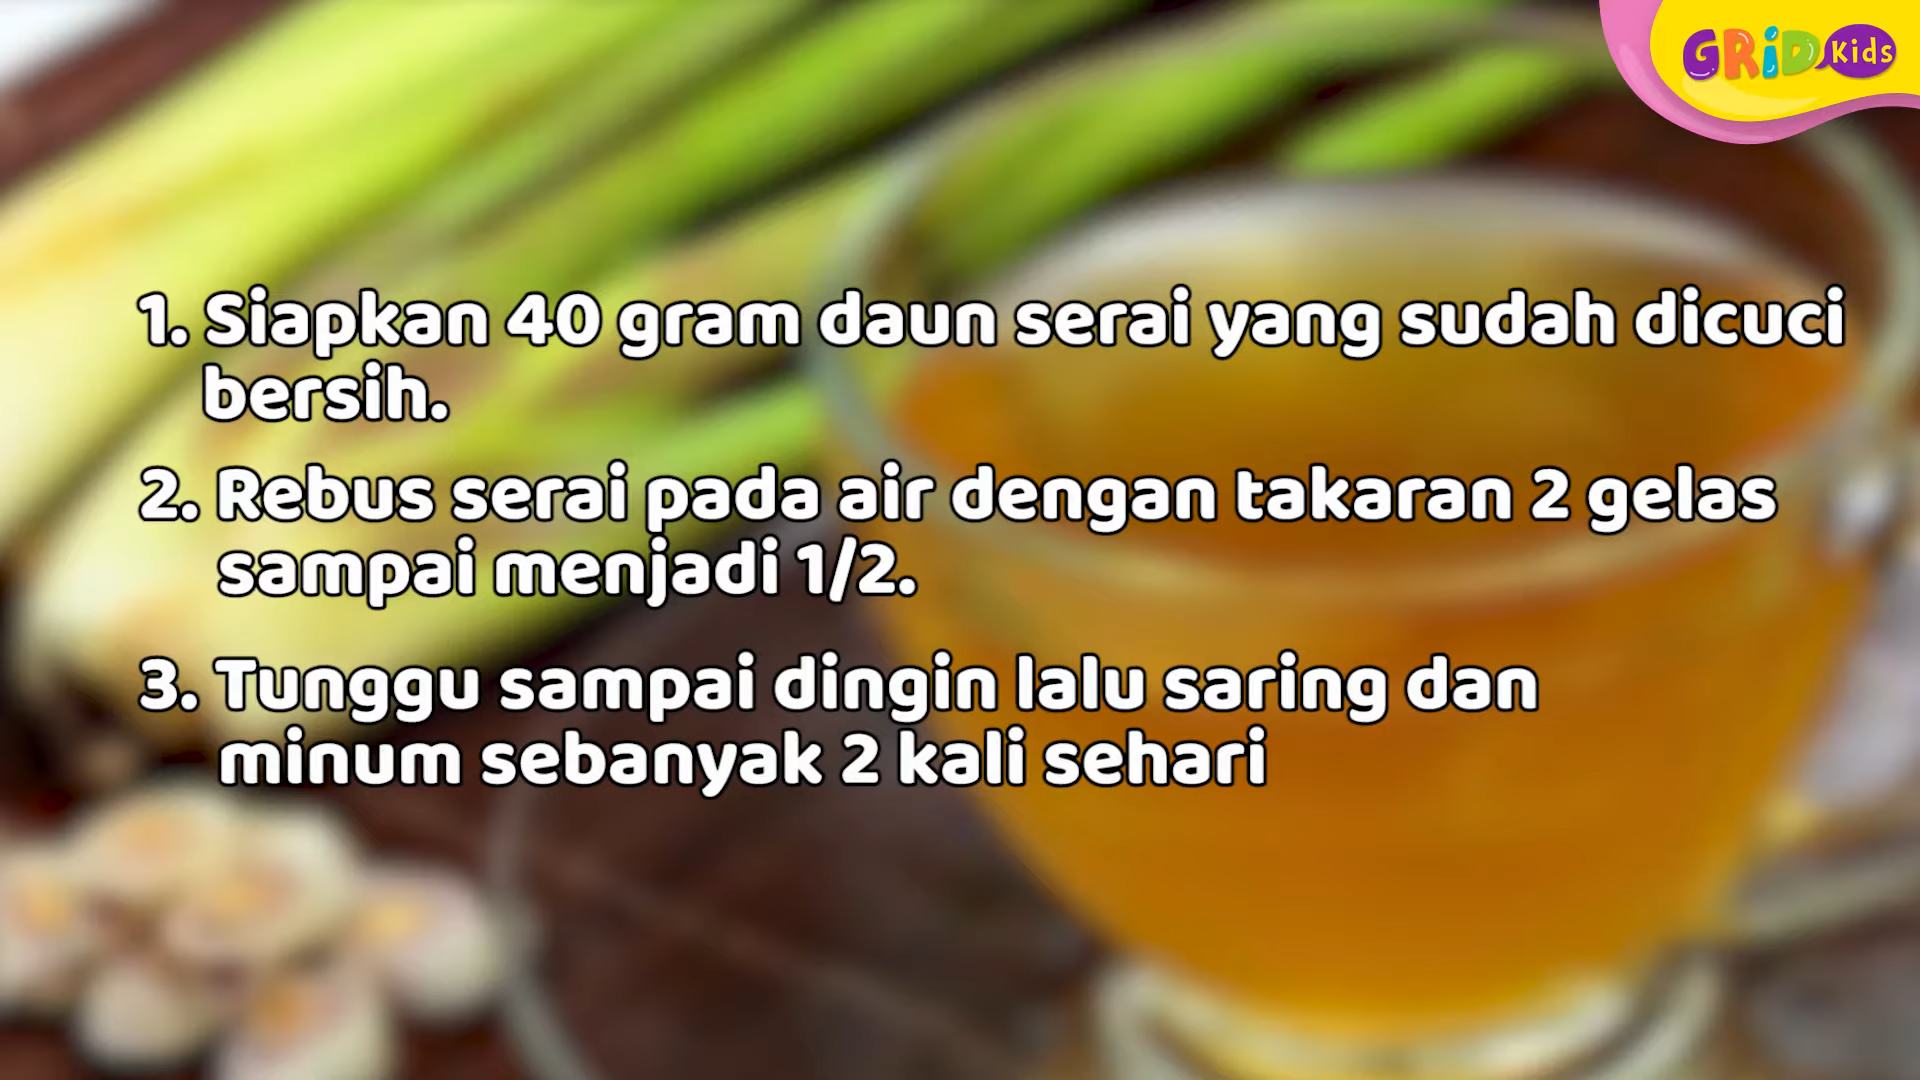 GRiD Kids
1. Siapkan 40 gram daun serai yang sudah dicuci
bersih.
2. Rebus serai pada air dengan takaran 2 gelas
sampai menjadi 1/2.
3. Tunggu sampai dingin lalu saring dan
minum sebanyak 2 kali sehari